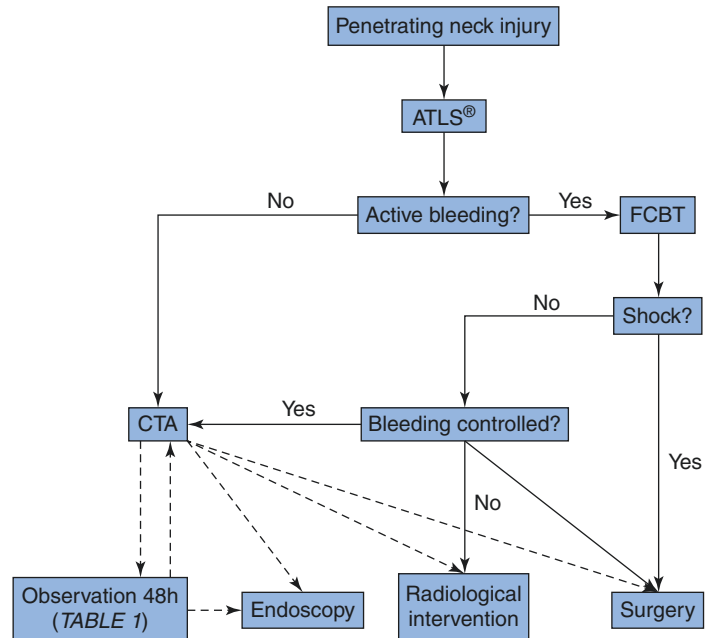 Penetrating neck injury
ATLS®
No
Active bleeding?
Yes
FCBT
No
Shock?
CTA
Yes
Bleeding controlled?
Yes
No
Observation 48h
(TABLE 1)
Endoscopy
Radiological
intervention
Surgery